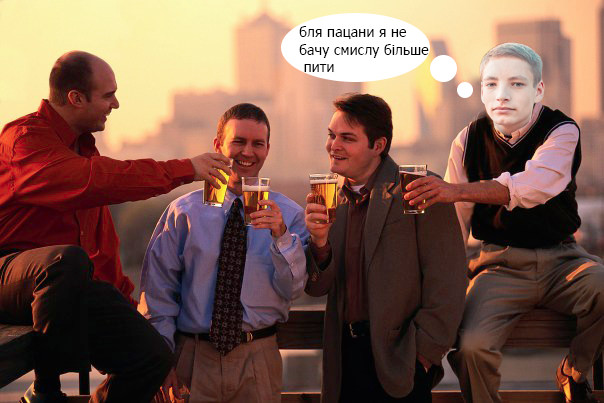 бля пацани я не
бачу смислу більше
пити